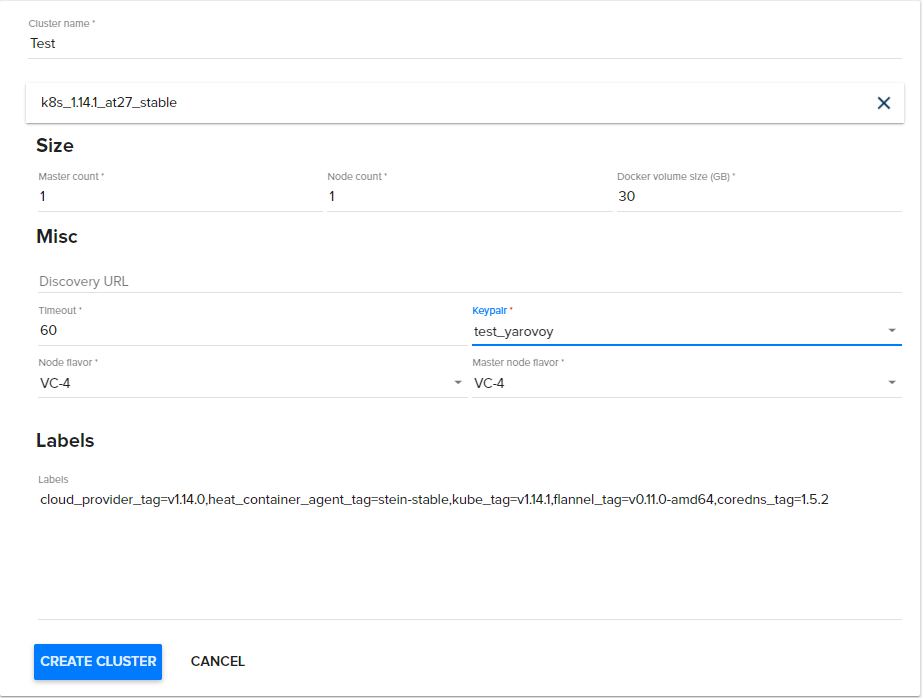 Cluster name *
Test
k8s_1.14.1_at27_stable
Size
Master count * Node count * Docker volume size (GB) *
1 1 30
Misc
Discovery URL
Timeout * Keypair *
60 test_yarovoy
Node flavor * Master node flavor *
VC-4 VC-4
Labels
Labels
cloud_provider_tag=v1.14.0,heat_container_agent_tag=stein-stable,kube_tag=v1.14.1,flannel_tag=v0.11.0-amd64,coredns_tag=1.5.2
CREATE CLUSTER CANCEL